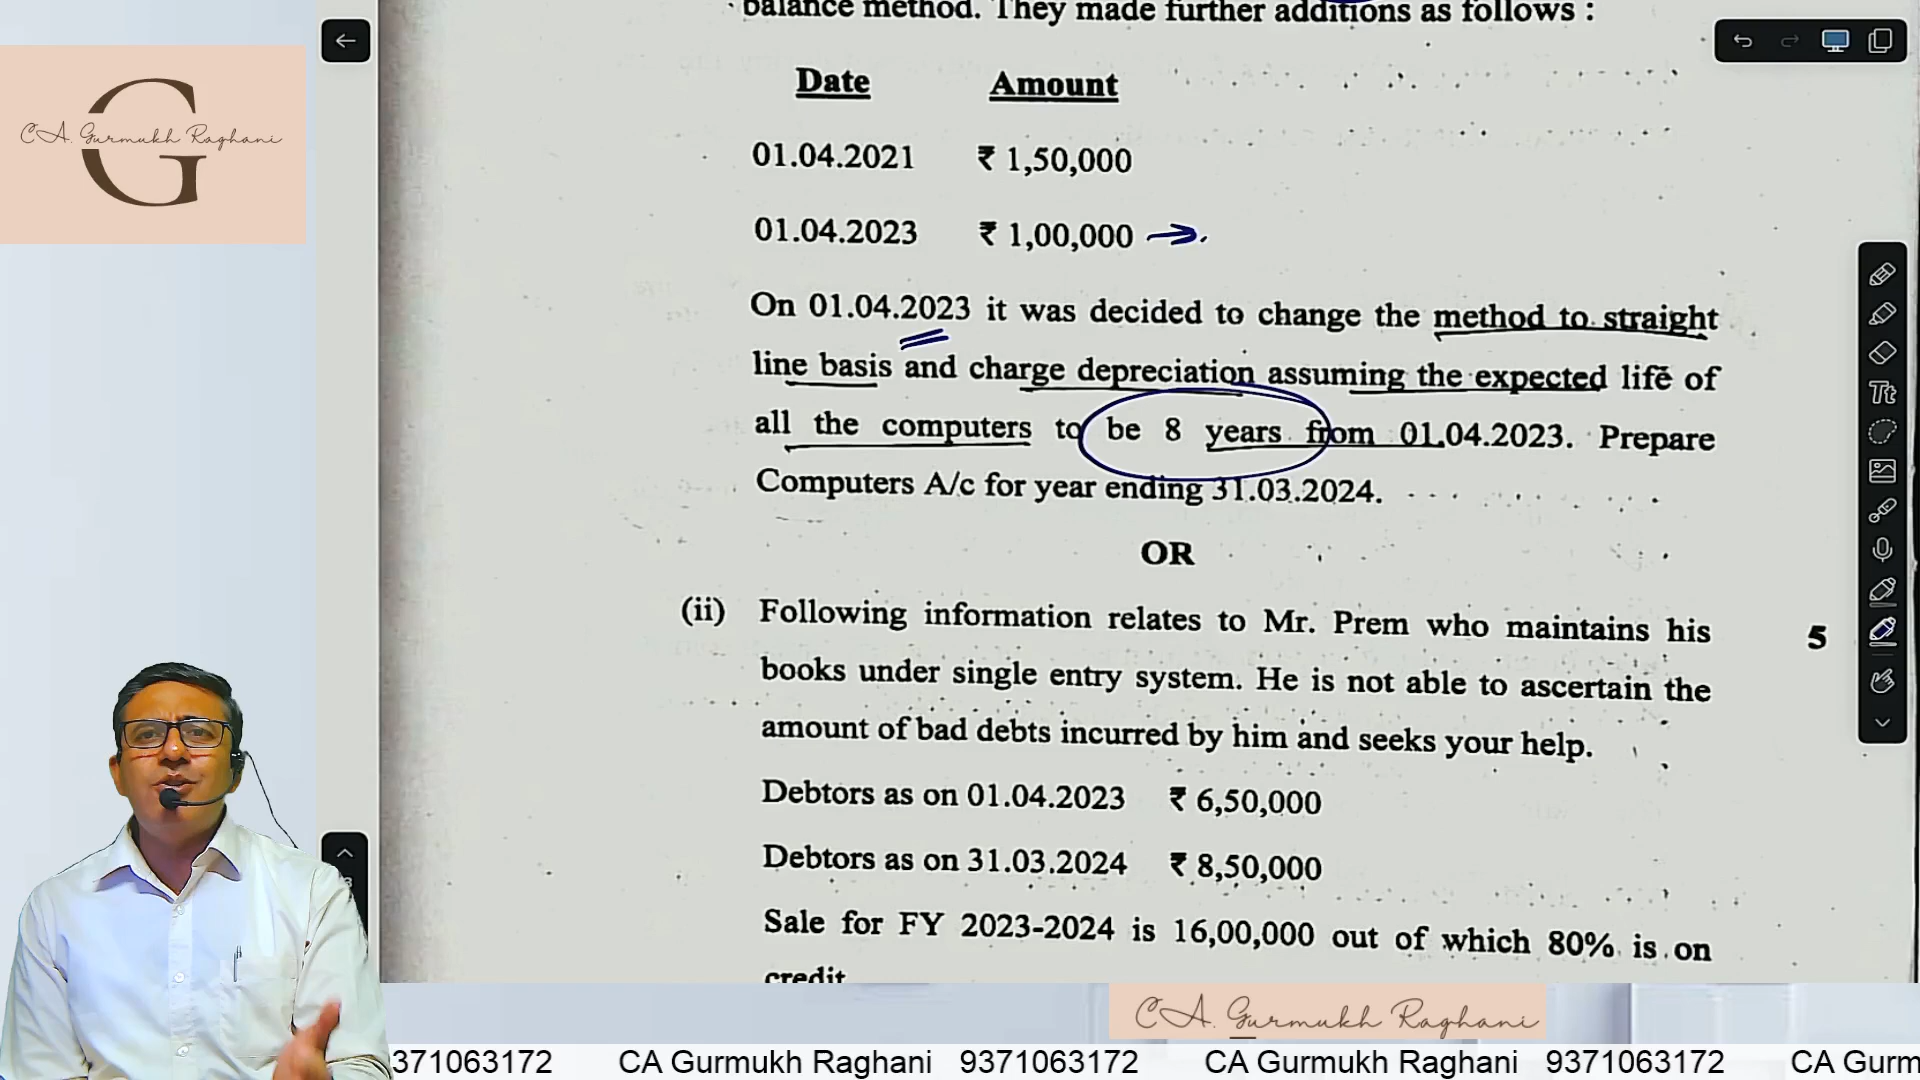 balance method. They made further additions as follows :
Date Amount
01.04.2021 ₹ 1,50,000
01.04.2023 ₹ 1,00,000
On 01.04.2023 it was decided to change the method to straight
line basis and charge depreciation assuming the expected life of
all the computers to be 8 years from 01.04.2023. Prepare
Computers A/c for year ending 31.03.2024.
OR
(ii) Following information relates to Mr. Prem who maintains his 5
books under single entry system. He is not able to ascertain the
amount of bad debts incurred by him and seeks your help.
Debtors as on 01.04.2023 ₹ 6,50,000
Debtors as on 31.03.2024 ₹ 8,50,000
Sale for FY 2023-2024 is 16,00,000 out of which 80% is on
credit
G
CA. Gurmukh Raghani
Tt
CA. Gurmukh Raghani
371063172 CA Gurmukh Raghani 9371063172 CA Gurmukh Raghani 9371063172 CA Gurm